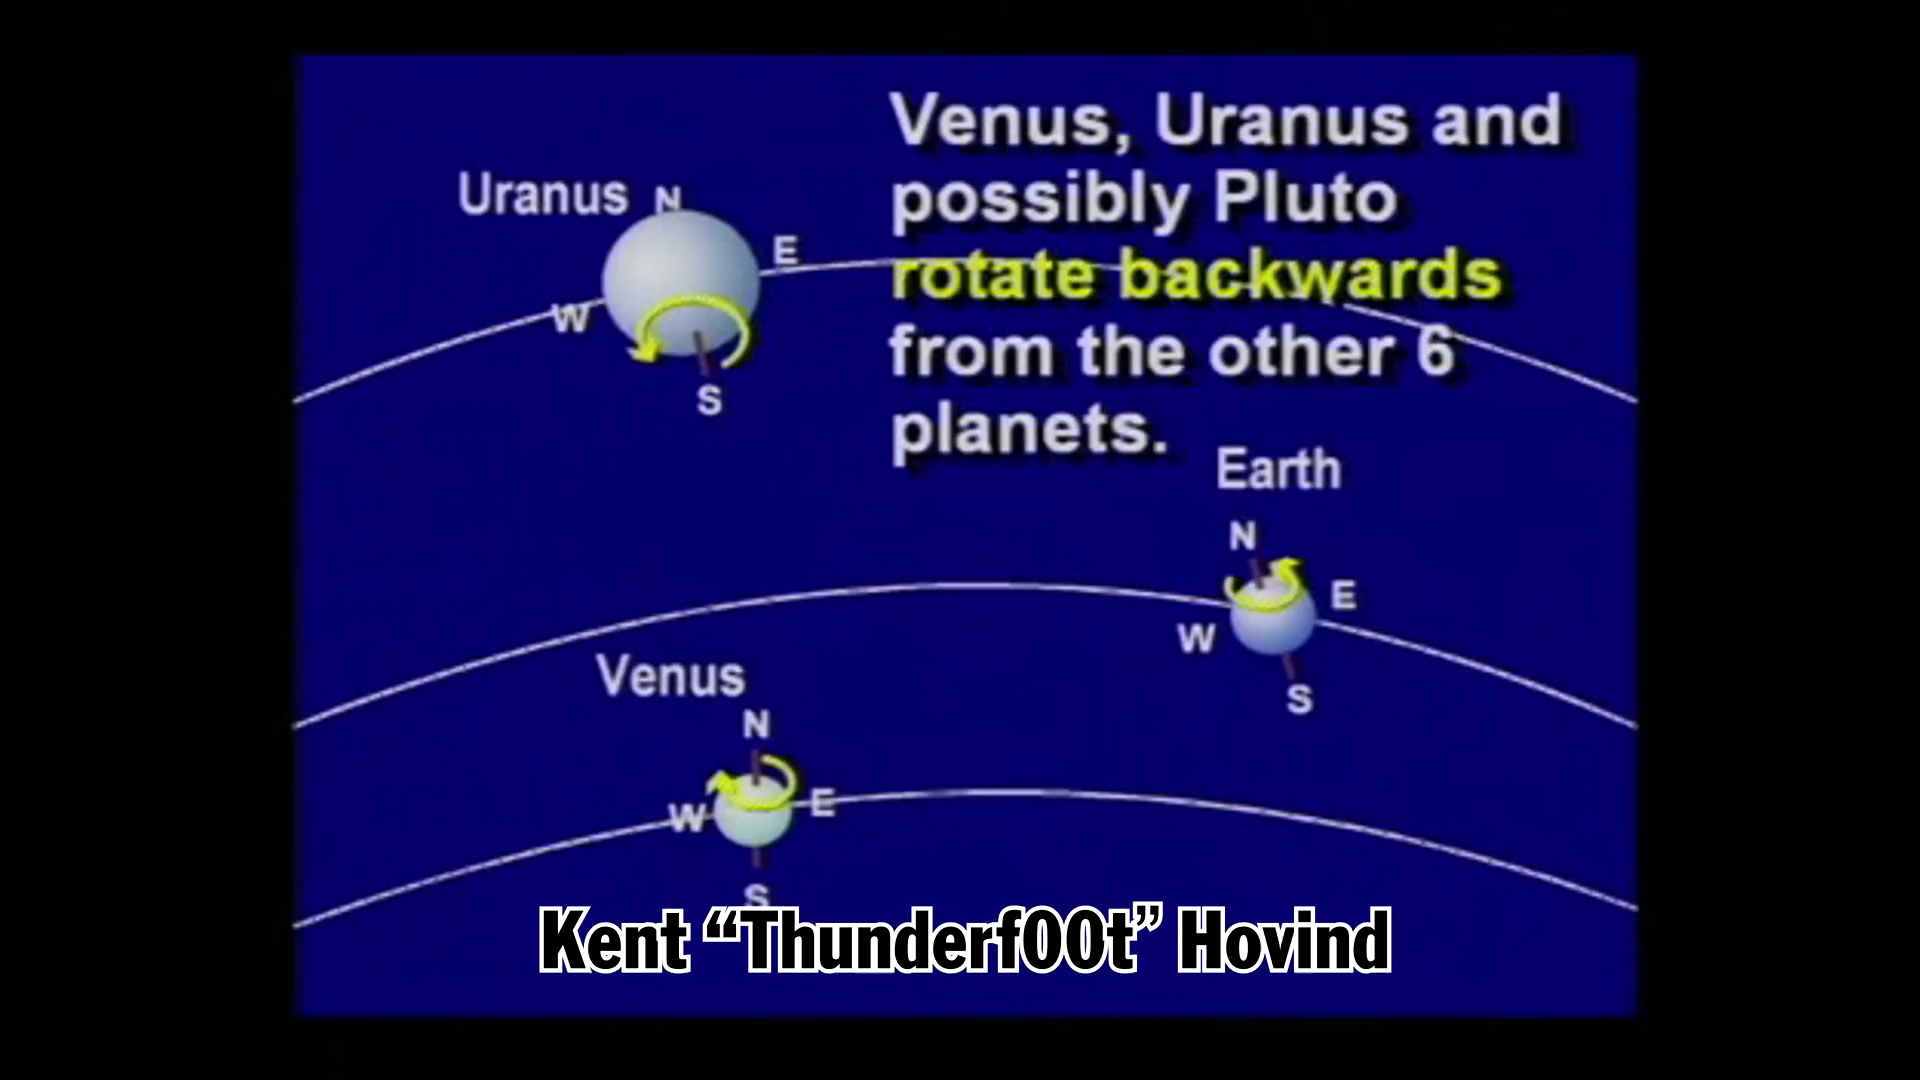 Venus, Uranus and
possibly Pluto
rotate backwards
from the other 6
planets.
Uranus N
E
W
S
Earth
N
E
W
S
Venus
N
W E
S
Kent “Thunderf00t” Hovind